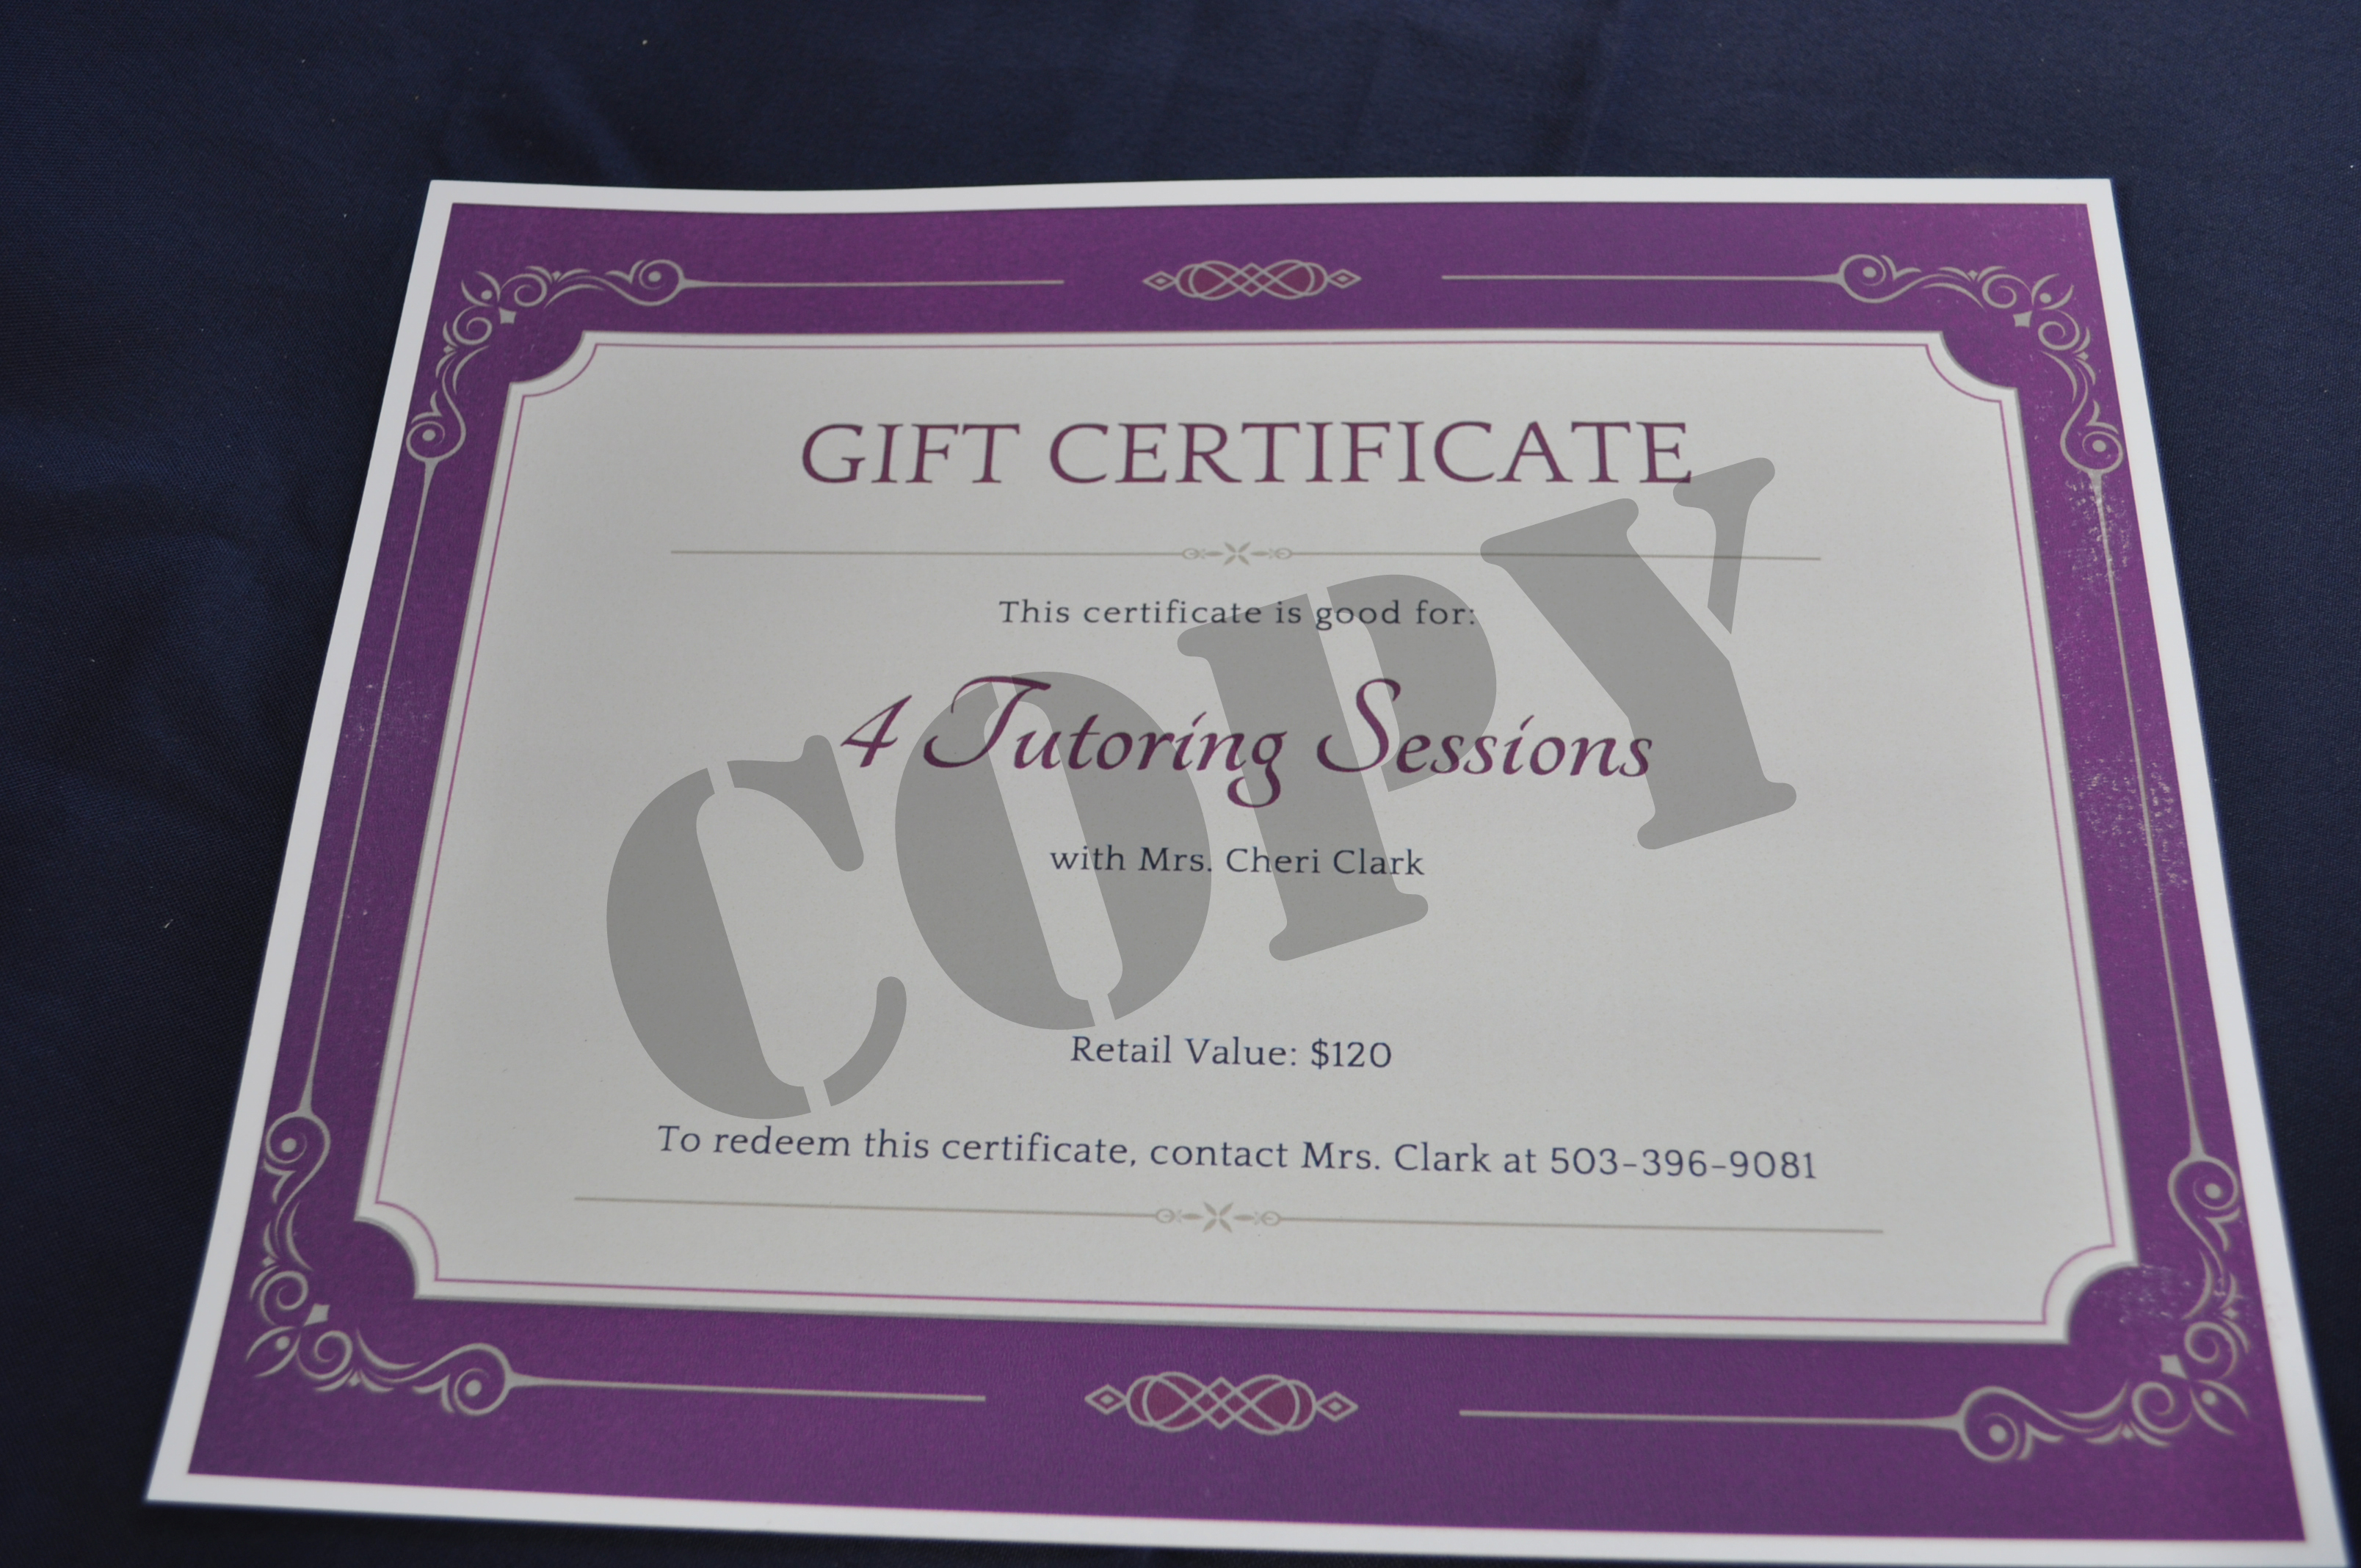 GIFT CERTIFICATE
This certificate is good for:
4 Tutoring Sessions
with Mrs. Cheri Clark
COPY
Retail Value: $120
To redeem this certificate, contact Mrs. Clark at 503-396-9081